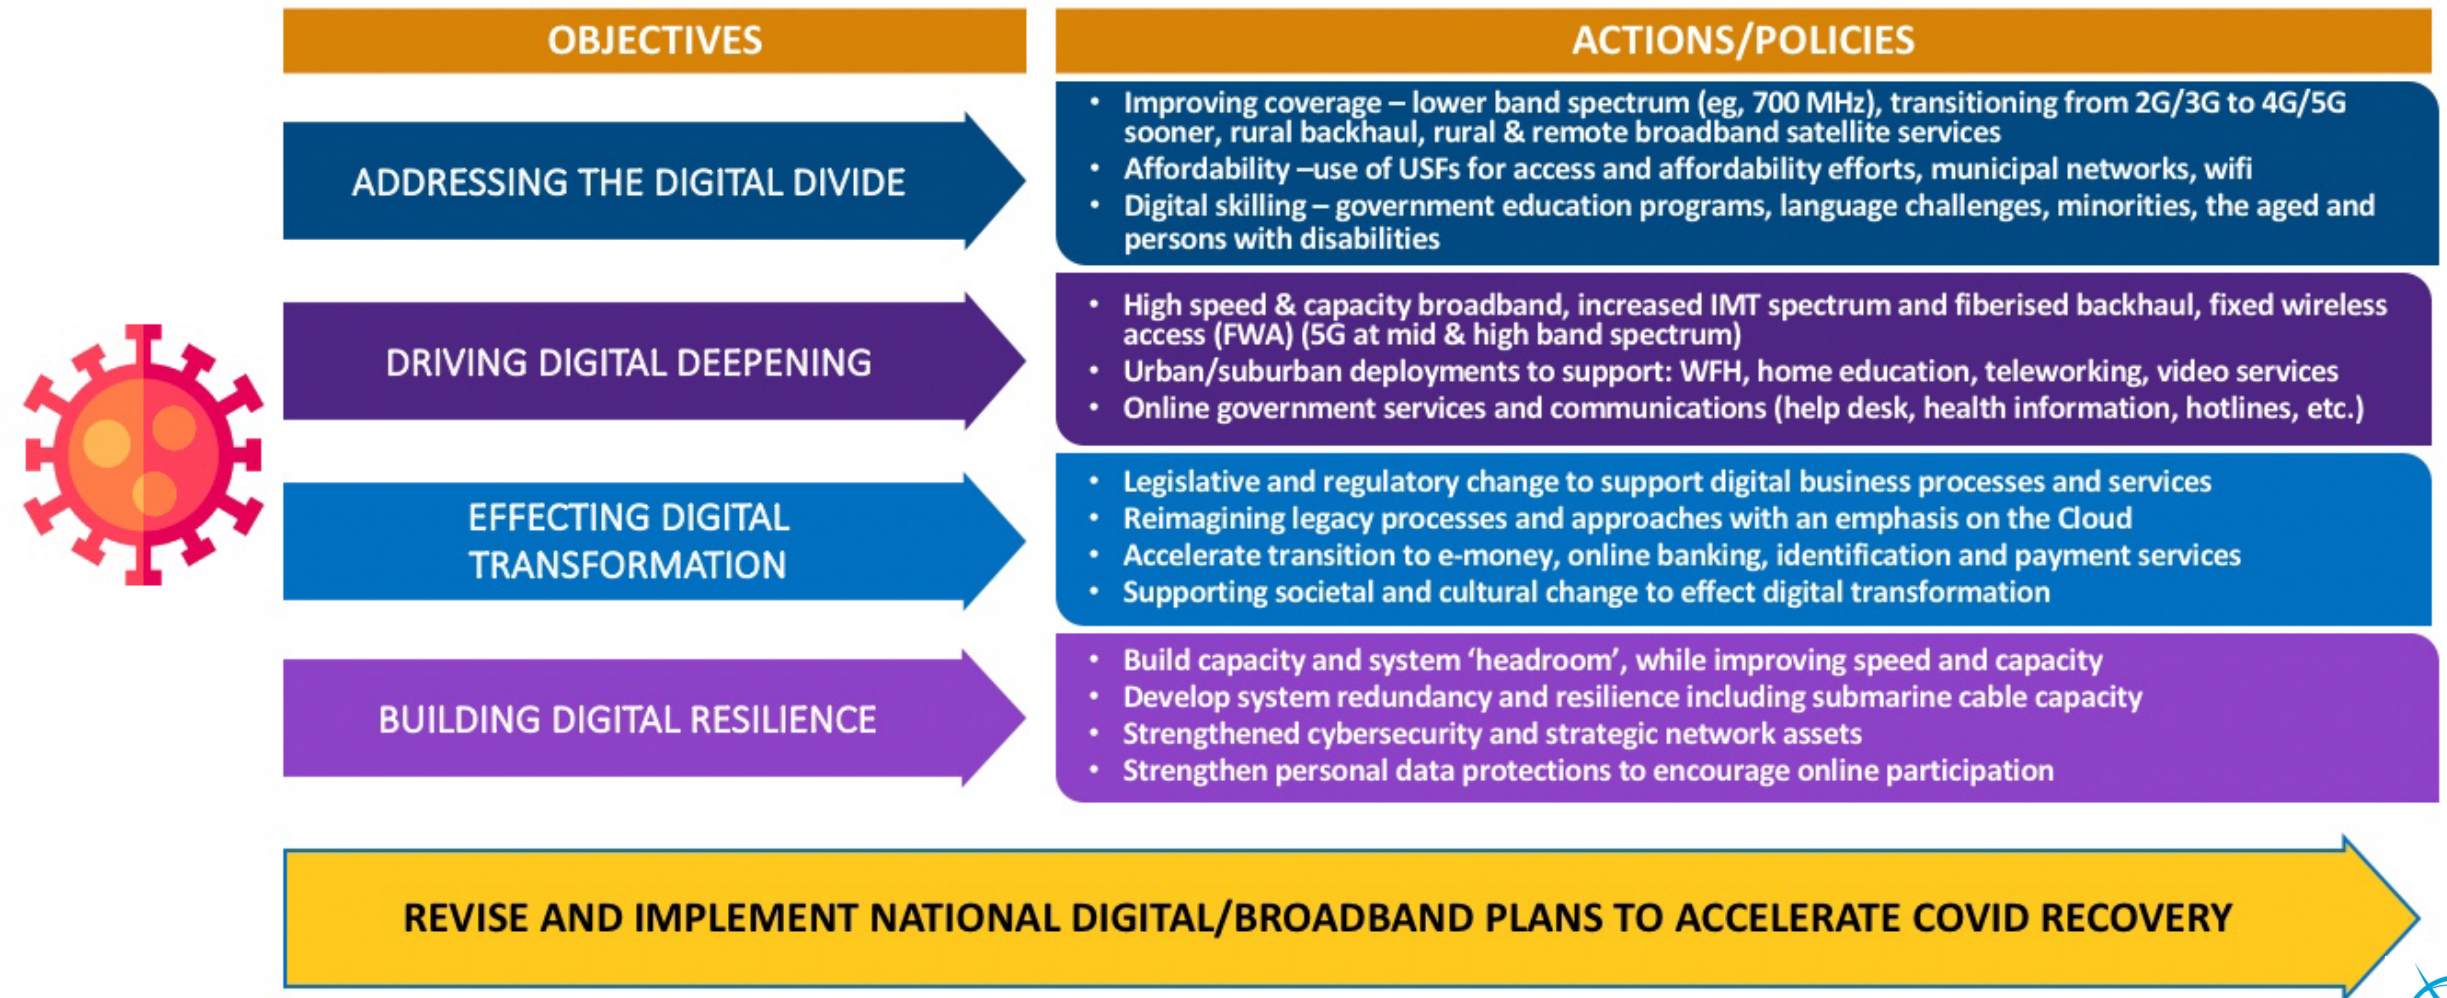 OBJECTIVES
ACTIONS/POLICIES
ADDRESSING THE DIGITAL DIVIDE
• Improving coverage – lower band spectrum (eg, 700 MHz), transitioning from 2G/3G to 4G/5G
sooner, rural backhaul, rural & remote broadband satellite services
• Affordability –use of USFs for access and affordability efforts, municipal networks, wifi
• Digital skilling – government education programs, language challenges, minorities, the aged and
persons with disabilities
DRIVING DIGITAL DEEPENING
• High speed & capacity broadband, increased IMT spectrum and fiberised backhaul, fixed wireless
access (FWA) (5G at mid & high band spectrum)
• Urban/suburban deployments to support: WFH, home education, teleworking, video services
• Online government services and communications (help desk, health information, hotlines, etc.)
EFFECTING DIGITAL
TRANSFORMATION
• Legislative and regulatory change to support digital business processes and services
• Reimagining legacy processes and approaches with an emphasis on the Cloud
• Accelerate transition to e-money, online banking, identification and payment services
• Supporting societal and cultural change to effect digital transformation
BUILDING DIGITAL RESILIENCE
• Build capacity and system ‘headroom’, while improving speed and capacity
• Develop system redundancy and resilience including submarine cable capacity
• Strengthened cybersecurity and strategic network assets
• Strengthen personal data protections to encourage online participation
REVISE AND IMPLEMENT NATIONAL DIGITAL/BROADBAND PLANS TO ACCELERATE COVID RECOVERY